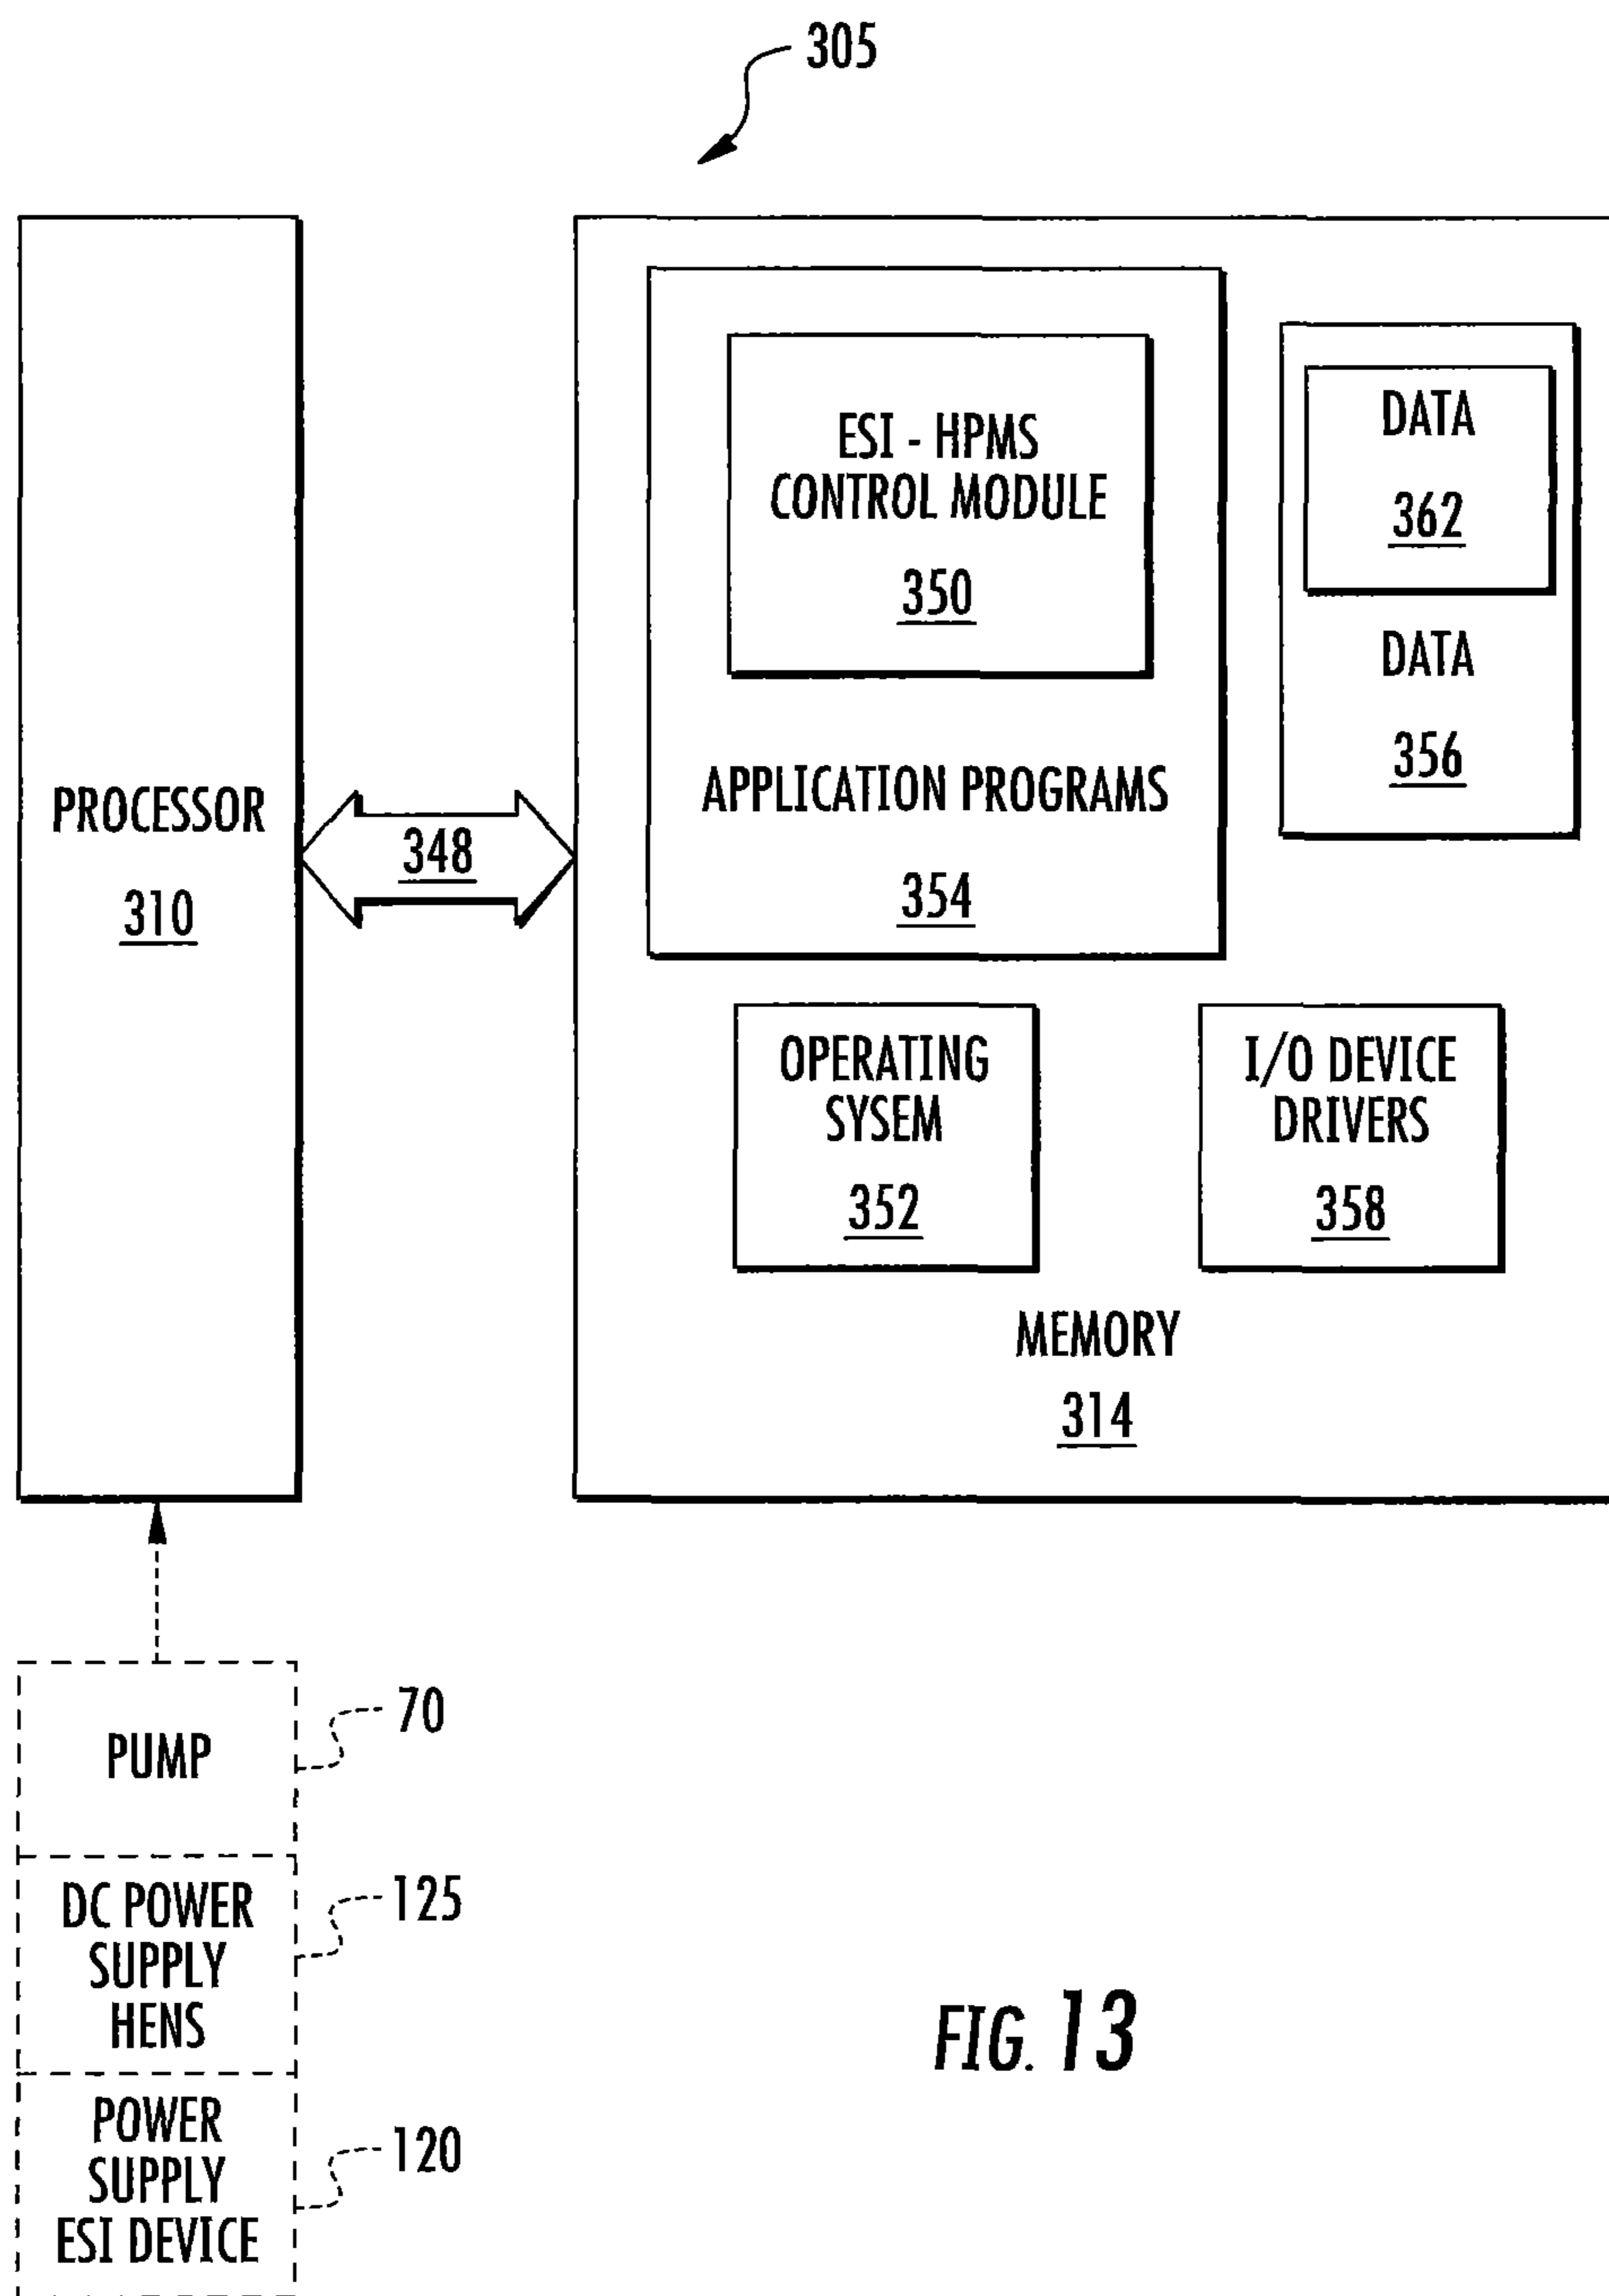 305
PROCESSOR
310
348
ESI - HPMS
CONTROL MODULE
350
APPLICATION PROGRAMS
354
DATA
362
DATA
356
OPERATING
SYSEM
352
I/O DEVICE
DRIVERS
358
MEMORY
314
PUMP
70
DC POWER
SUPPLY
HENS
125
POWER
SUPPLY
ESI DEVICE
120
FIG. 13